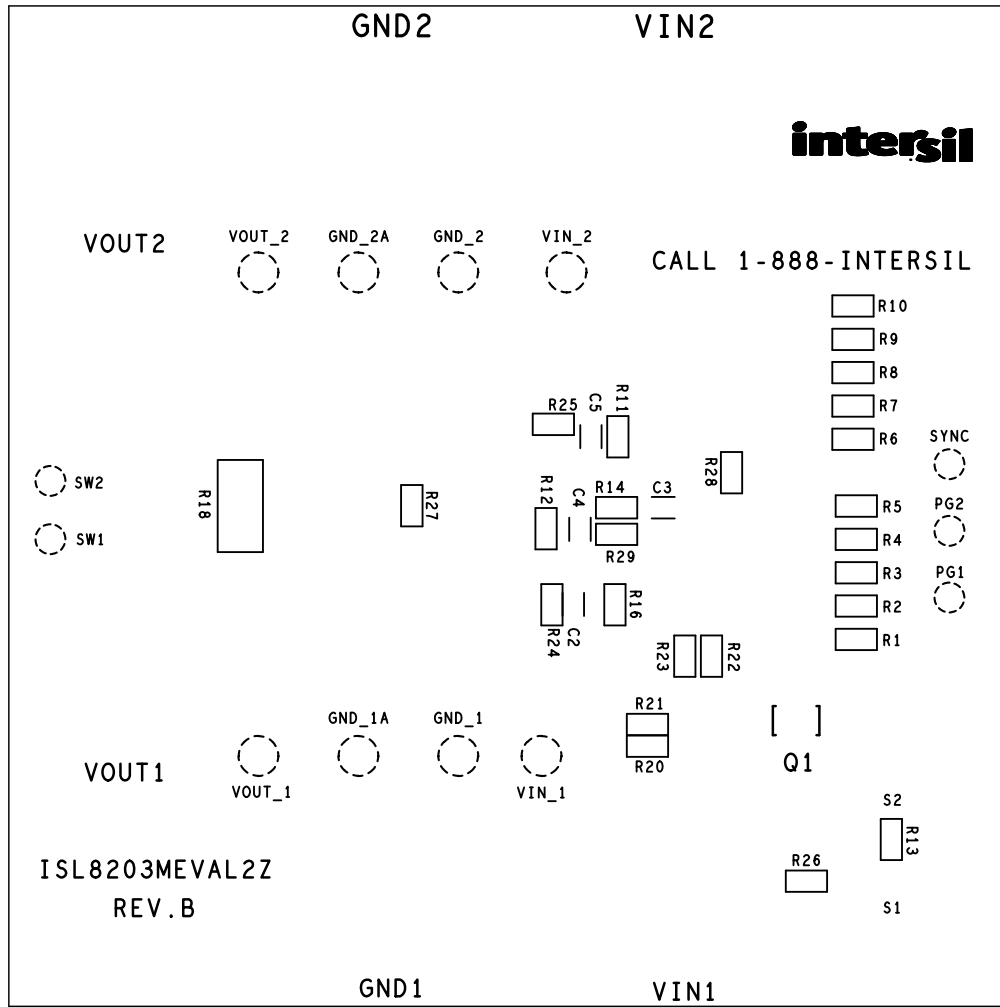 GND2
VIN2
intersil
VOUT2
VOUT_2
GND_2A
GND_2
VIN_2
CALL 1-888-INTERSIL
R10
R9
R8
R7
R6
R25
C5
R11
SYNC
SW2
R18
R27
R12
C4
R14
C3
R28
R5
PG2
SW1
R4
R29
R3
PG1
R24
C2
R16
R2
R1
R23
R22
GND_1A
GND_1
R21
VOUT1
VOUT_1
VIN_1
R20
Q1
S2
R13
ISL8203MEVAL2Z
R26
REV.B
S1
GND1
VIN1